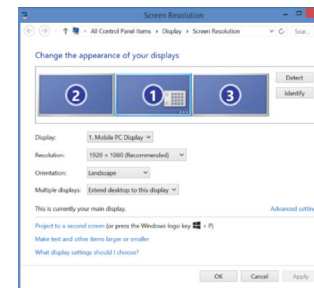 Screen Resolution
« All Control Panel Items › Display › Screen Resolution
Sear...
Change the appearance of your displays
2
1
3
Detect
Identify
Display: 1. Mobile PC Display
Resolution: 1920 × 1080 (Recommended)
Orientation: Landscape
Multiple displays: Extend desktop to this display
This is currently your main display.
Advanced settin
Project to a second screen (or press the Windows logo key + P)
Make text and other items larger or smaller
What display settings should I choose?
OK
Cancel
Apply